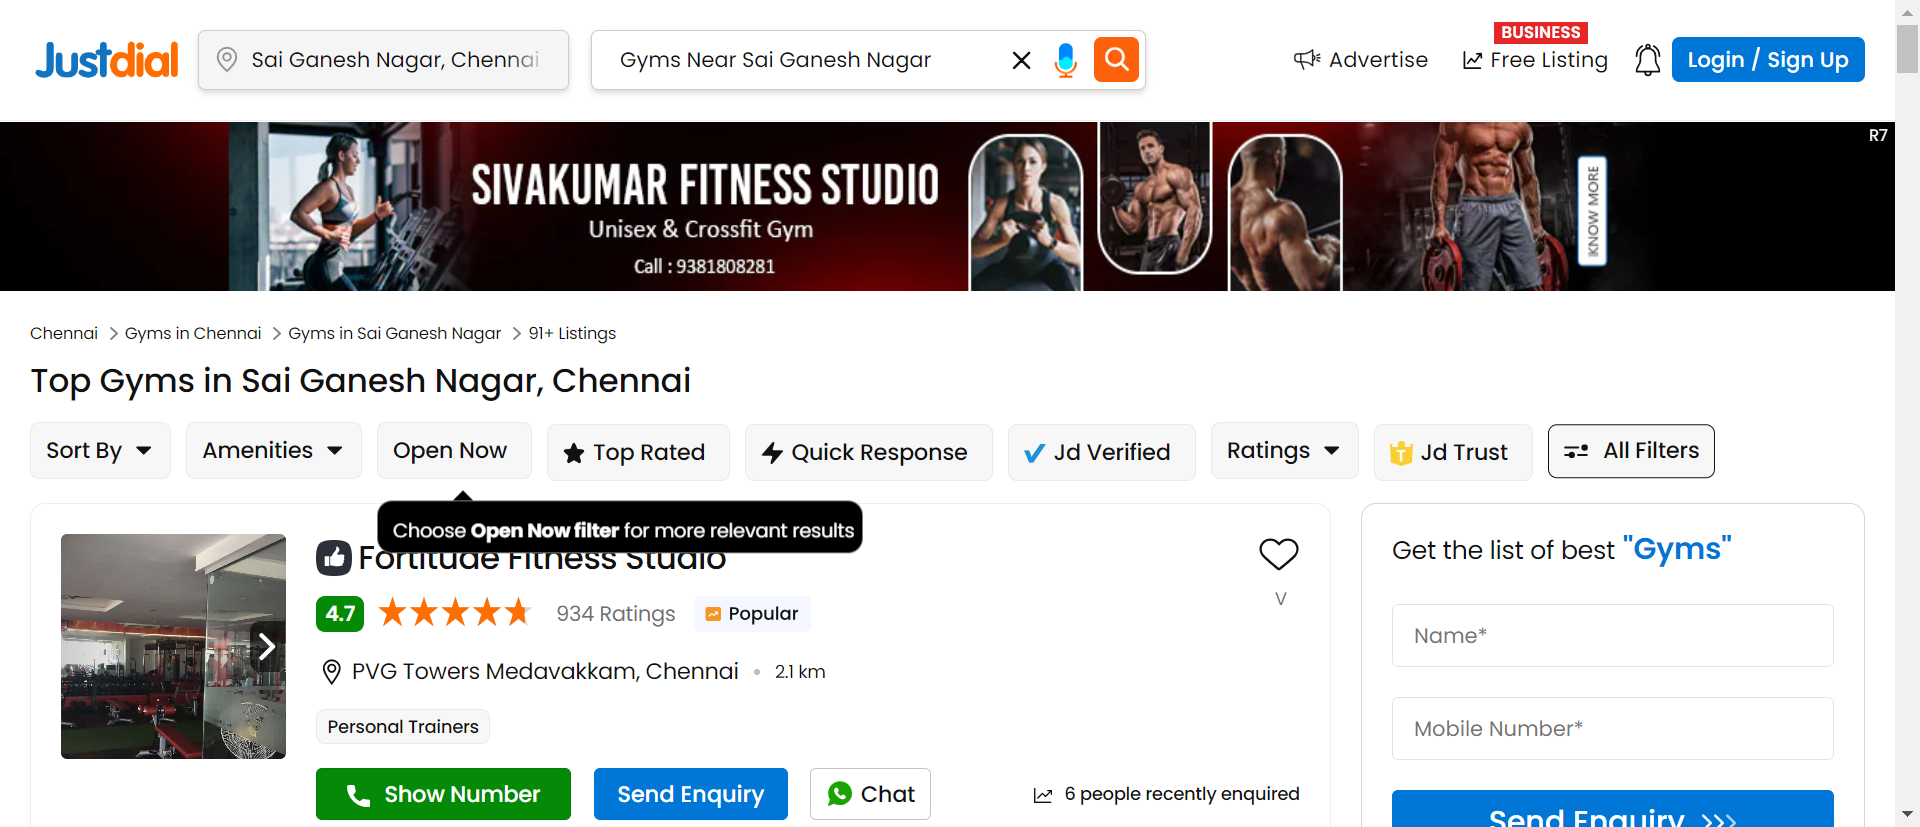 Justdial
Sai Ganesh Nagar, Chennai
Gyms Near Sai Ganesh Nagar
Advertise
BUSINESS
Free Listing
Login / Sign Up
R7
SIVAKUMAR FITNESS STUDIO
Unisex & Crossfit Gym
Call : 9381808281
KNOW MORE
Chennai > Gyms in Chennai > Gyms in Sai Ganesh Nagar > 91+ Listings
Top Gyms in Sai Ganesh Nagar, Chennai
Sort By
Amenities
Open Now
Top Rated
Quick Response
Jd Verified
Ratings
Jd Trust
All Filters
Choose Open Now filter for more relevant results
Fortitude Fitness Studio
4.7
934 Ratings
Popular
V
PVG Towers Medavakkam, Chennai • 2.1 km
Personal Trainers
Show Number
Send Enquiry
Chat
6 people recently enquired
Get the list of best "Gyms"
Name*
Mobile Number*
Send Enquiry >>>